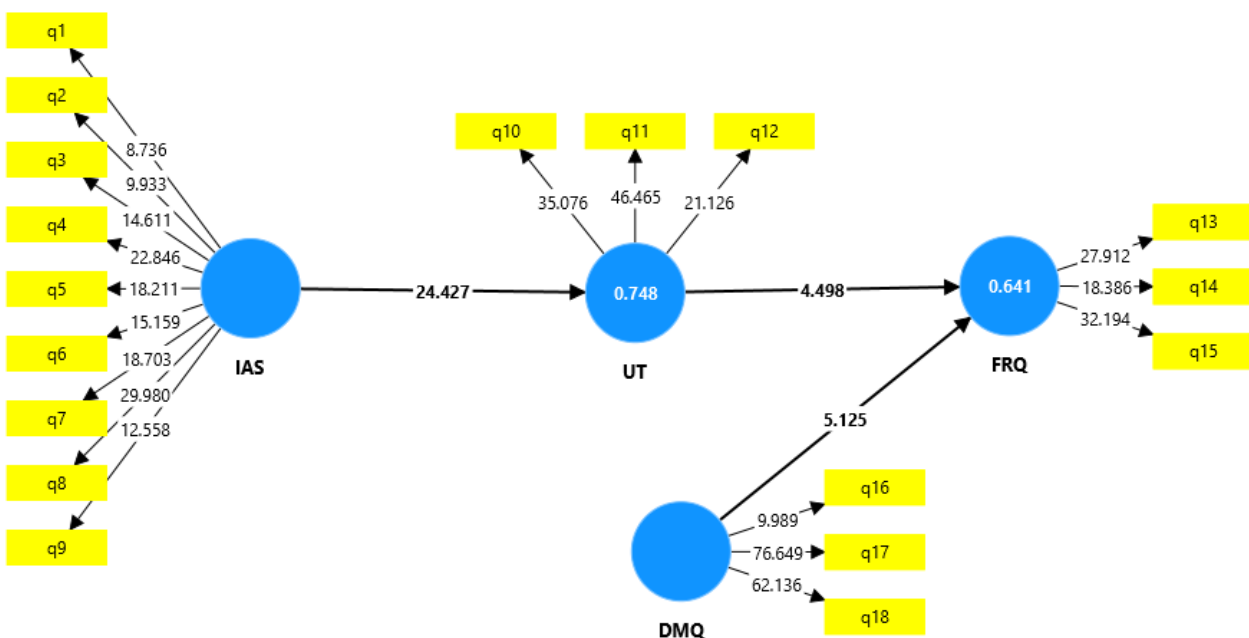 q1
q2
q3
q4
q5
q6
q7
q8
q9
8.736
9.933
14.611
22.846
18.211
15.159
18.703
29.980
12.558
IAS
24.427
q10
q11
q12
35.076
46.465
21.126
0.748
UT
4.498
5.125
0.641
FRQ
27.912
18.386
32.194
q13
q14
q15
DMQ
9.989
76.649
62.136
q16
q17
q18